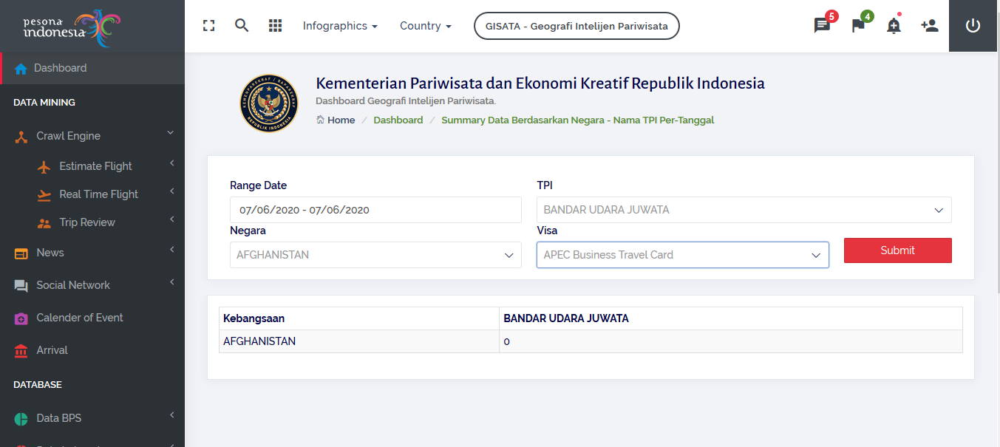 pesona
indonesia
Infographics
Country
GISATA - Geografi Intelijen Pariwisata
5
4
Dashboard
DATA MINING
Crawl Engine
Estimate Flight
Real Time Flight
Trip Review
News
Social Network
Calender of Event
Arrival
DATABASE
Data BPS
KEMENPAREKRAF / BAPAREKRAF
REPUBLIK INDONESIA
Kementerian Pariwisata dan Ekonomi Kreatif Republik Indonesia
Dashboard Geografi Intelijen Pariwisata.
Home / Dashboard / Summary Data Berdasarkan Negara - Nama TPI Per-Tanggal
Range Date
TPI
07/06/2020 - 07/06/2020
BANDAR UDARA JUWATA
Negara
Visa
AFGHANISTAN
APEC Business Travel Card
Submit
Kebangsaan BANDAR UDARA JUWATA
AFGHANISTAN 0